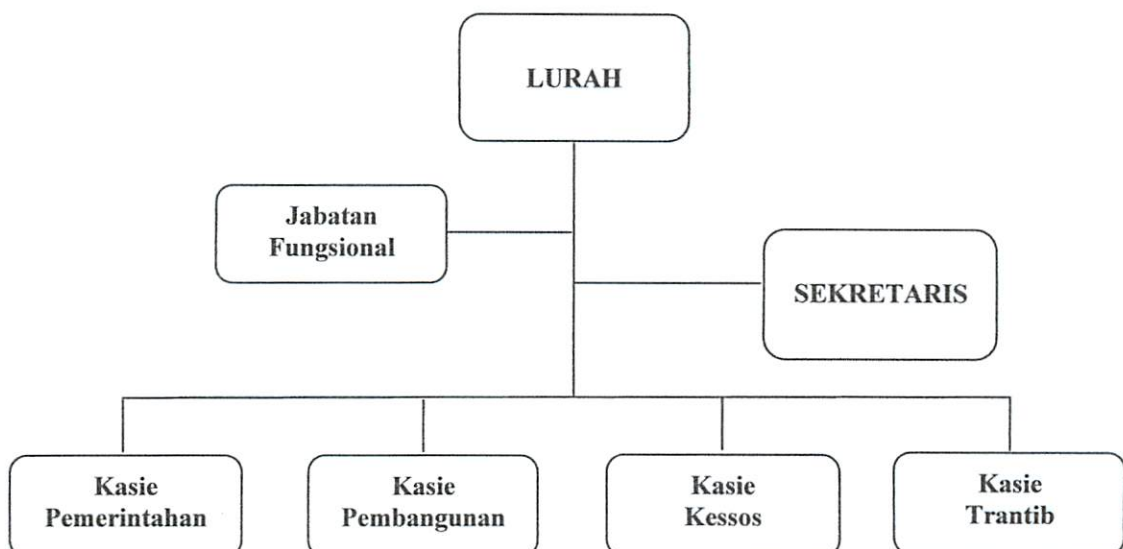 LURAH
Jabatan
Fungsional
SEKRETARIS
Kasie
Pemerintahan
Kasie
Pembangunan
Kasie
Kessos
Kasie
Trantib